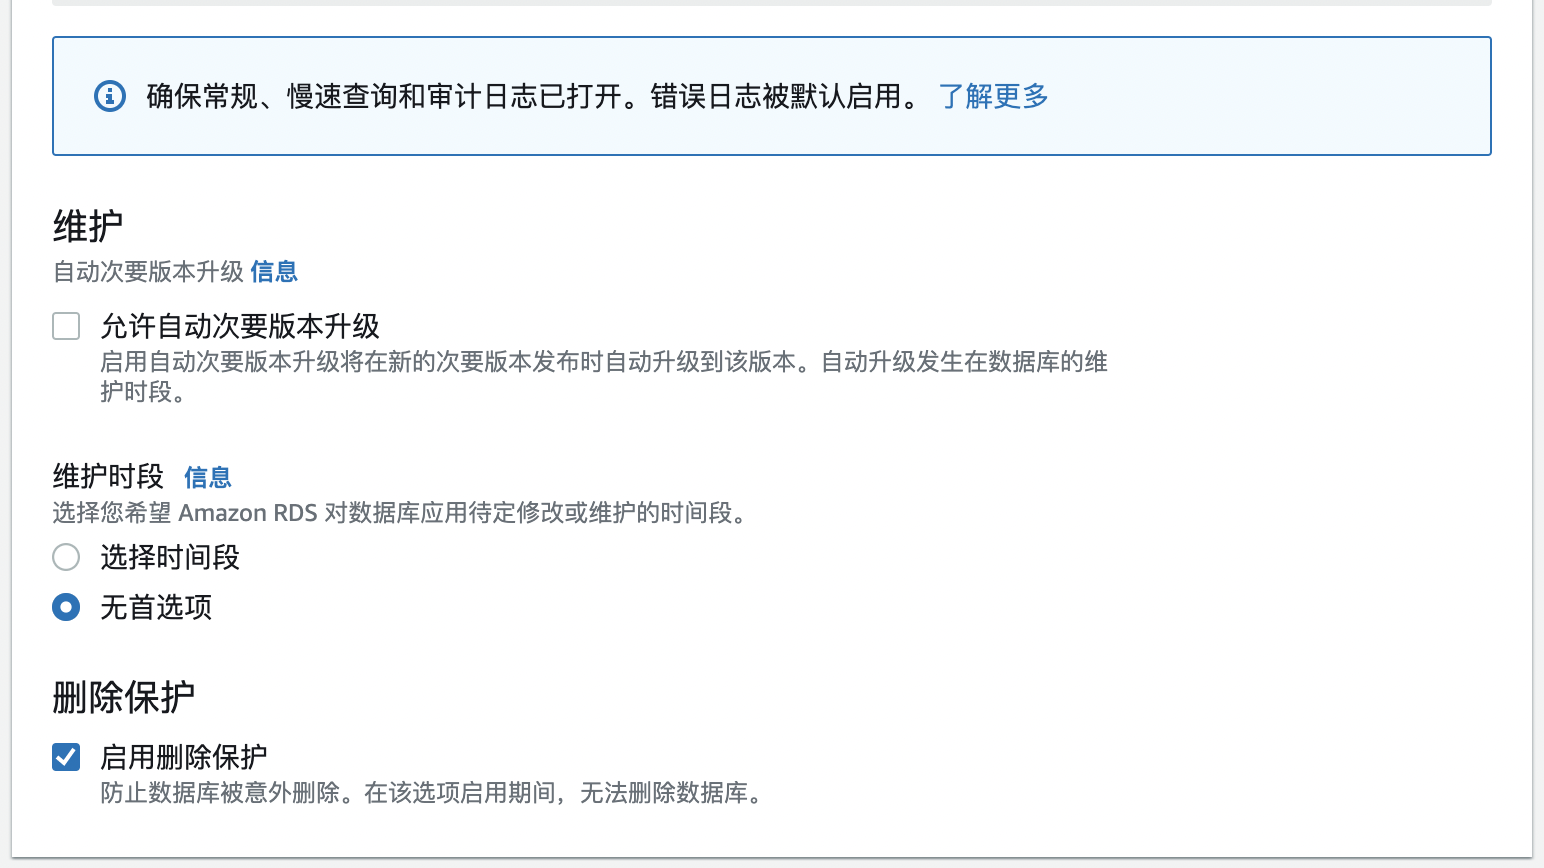 确保常规、慢速查询和审计日志已打开。错误日志被默认启用。 了解更多
维护
自动次要版本升级 信息
允许自动次要版本升级
启用自动次要版本升级将在新的次要版本发布时自动升级到该版本。自动升级发生在数据库的维
护时段。
维护时段 信息
选择您希望 Amazon RDS 对数据库应用待定修改或维护的时间段。
选择时间段
无首选项
删除保护
启用删除保护
防止数据库被意外删除。在该选项启用期间，无法删除数据库。